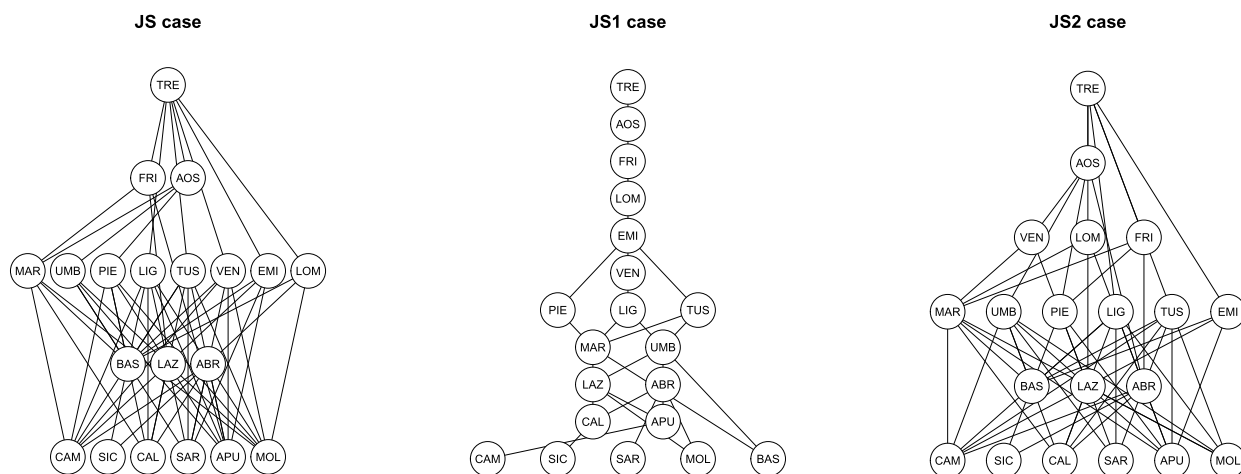 JS case
JS1 case
JS2 case
TRE
FRI AOS
MAR UMB PIE LIG TUS VEN EMI LOM
BAS LAZ ABR
CAM SIC CAL SAR APU MOL
TRE
AOS
FRI
LOM
EMI
VEN
PIE LIG TUS
MAR UMB
LAZ ABR
CAL APU
CAM SIC SAR MOL BAS
TRE
AOS
VEN LOM FRI
MAR UMB PIE LIG TUS EMI
BAS LAZ ABR
CAM SIC CAL SAR APU MOL